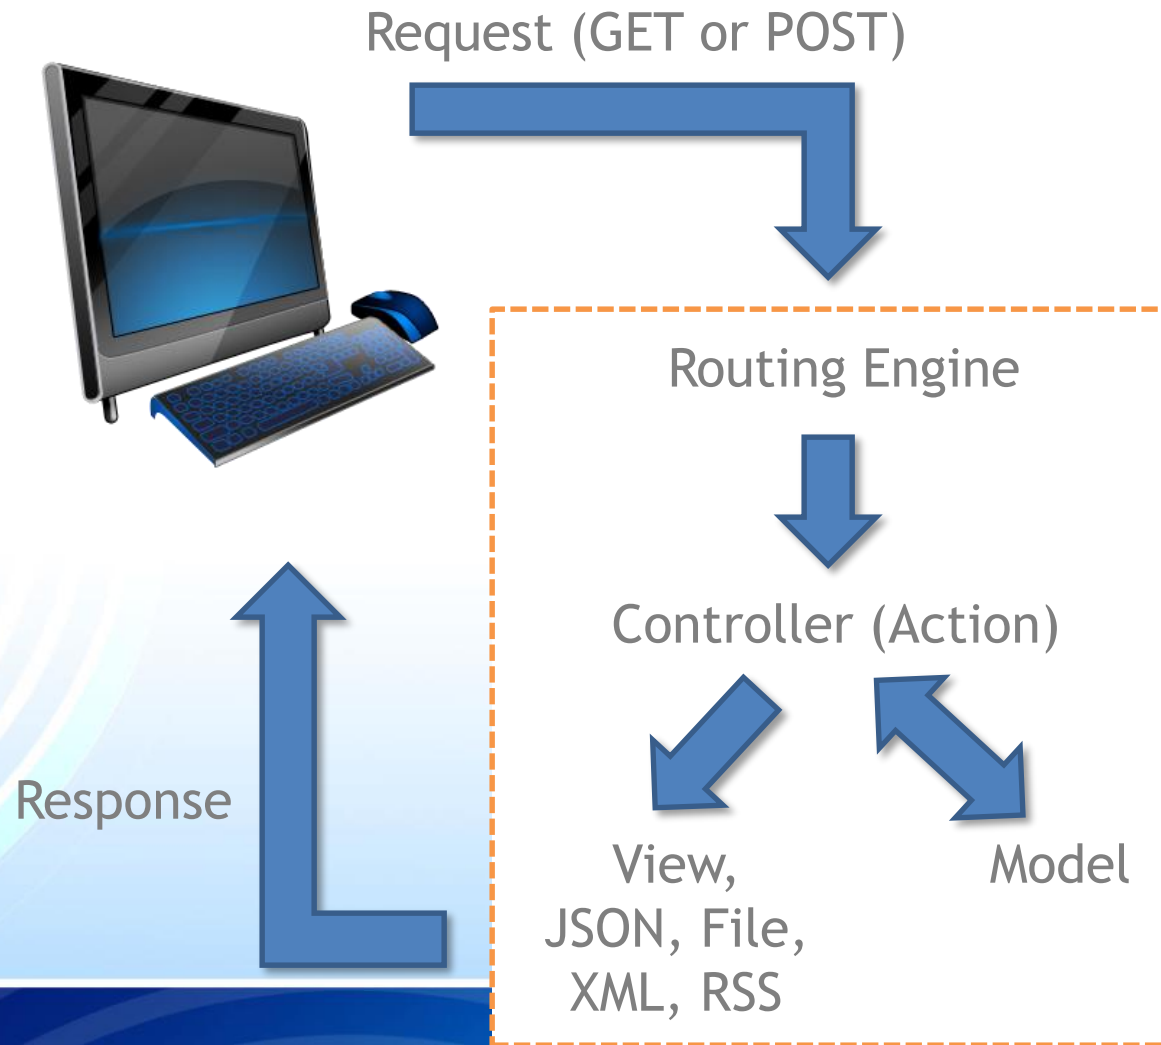 Request (GET or POST)
Routing Engine
Controller (Action)
Response
View,
JSON, File,
XML, RSS
Model